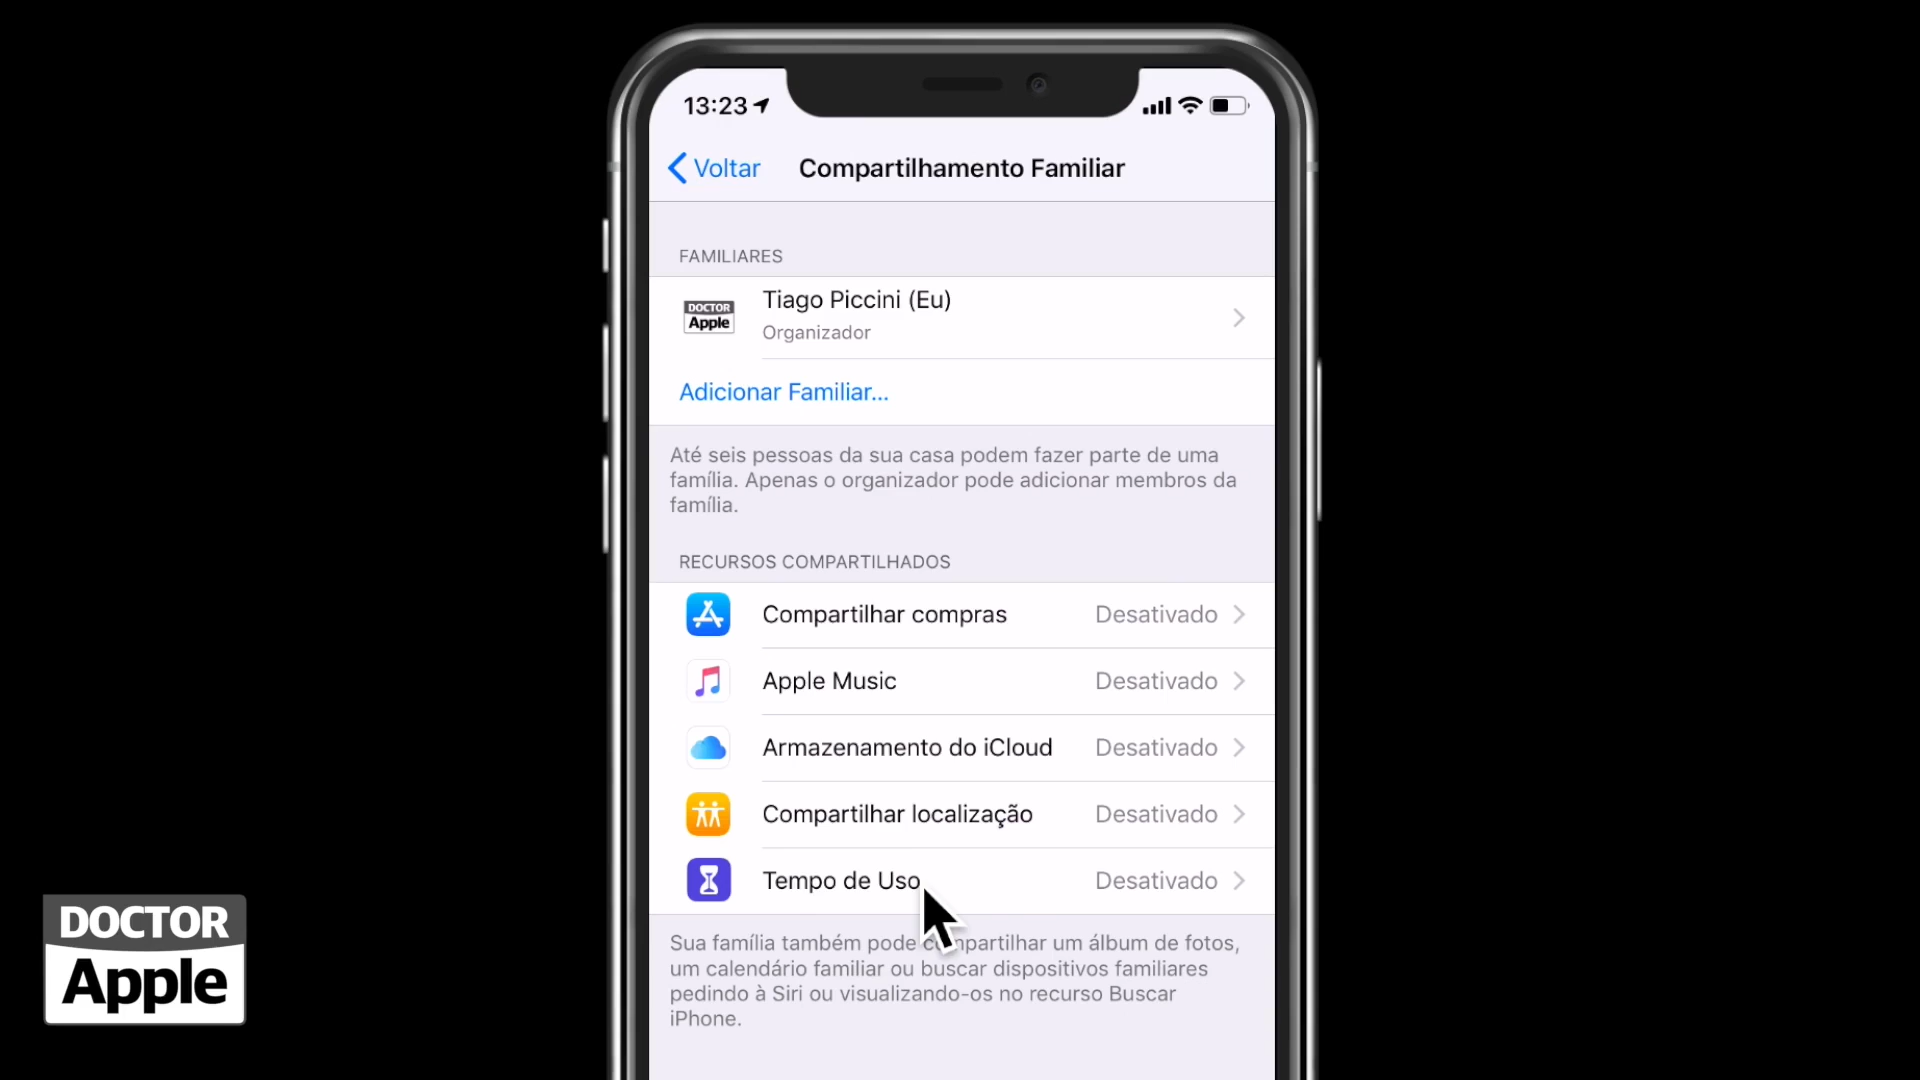 13:23
Voltar
Compartilhamento Familiar
FAMILIARES
DOCTOR
Apple
Tiago Piccini (Eu)
Organizador
Adicionar Familiar...
Até seis pessoas da sua casa podem fazer parte de uma
família. Apenas o organizador pode adicionar membros da
família.
RECURSOS COMPARTILHADOS
Compartilhar compras Desativado
Apple Music Desativado
Armazenamento do iCloud Desativado
Compartilhar localização Desativado
Tempo de Uso Desativado
Sua família também pode compartilhar um álbum de fotos,
um calendário familiar ou buscar dispositivos familiares
pedindo à Siri ou visualizando-os no recurso Buscar
iPhone.
DOCTOR
Apple